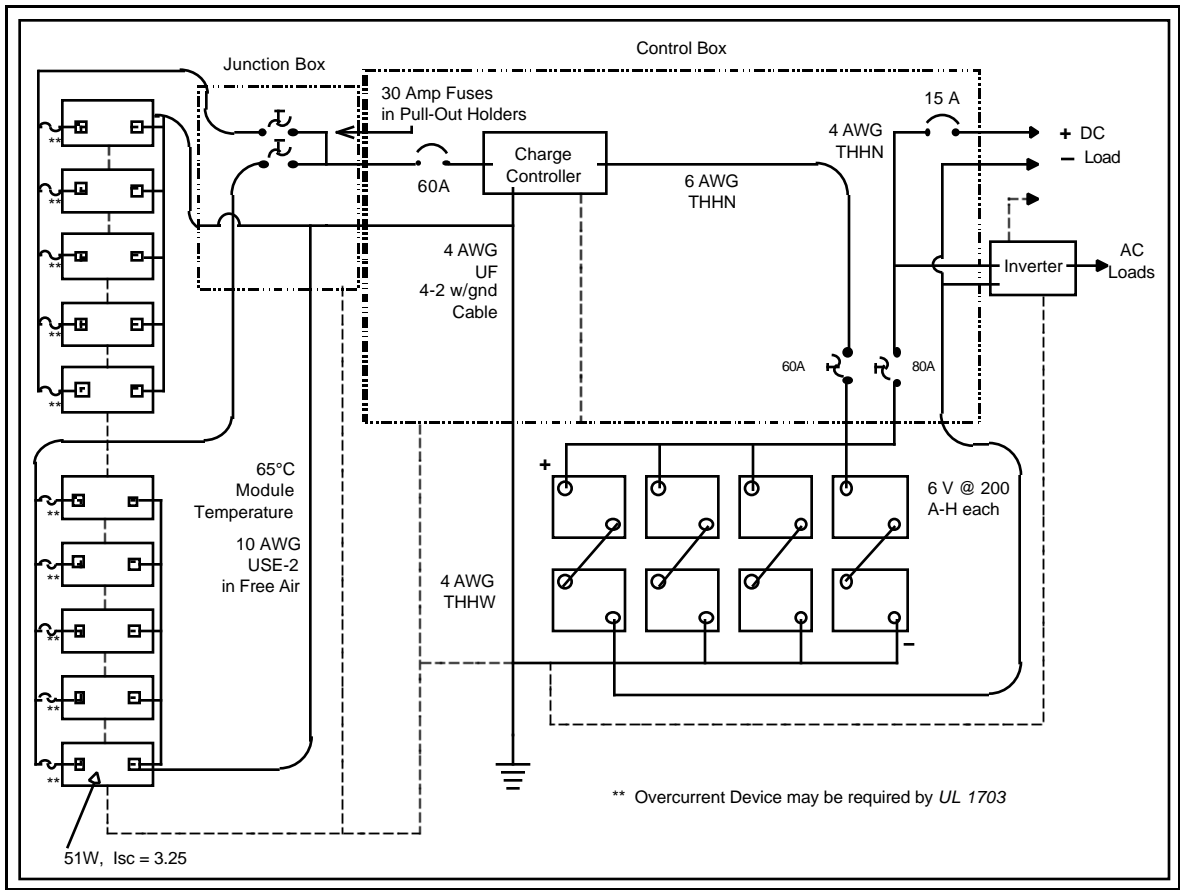 Control Box
Junction Box
30 Amp Fuses
in Pull-Out Holders
15 A
4 AWG
THHN
+ DC
− Load
Charge
Controller
60A
6 AWG
THHN
4 AWG
UF
4-2 w/gnd
Cable
Inverter
AC
Loads
60A
80A
**
**
**
**
**
65°C
Module
Temperature
10 AWG
USE-2
in Free Air
+
6 V @ 200
A-H each
4 AWG
THHW
−
**
**
**
**
**
** Overcurrent Device may be required by UL 1703
51W, Isc = 3.25